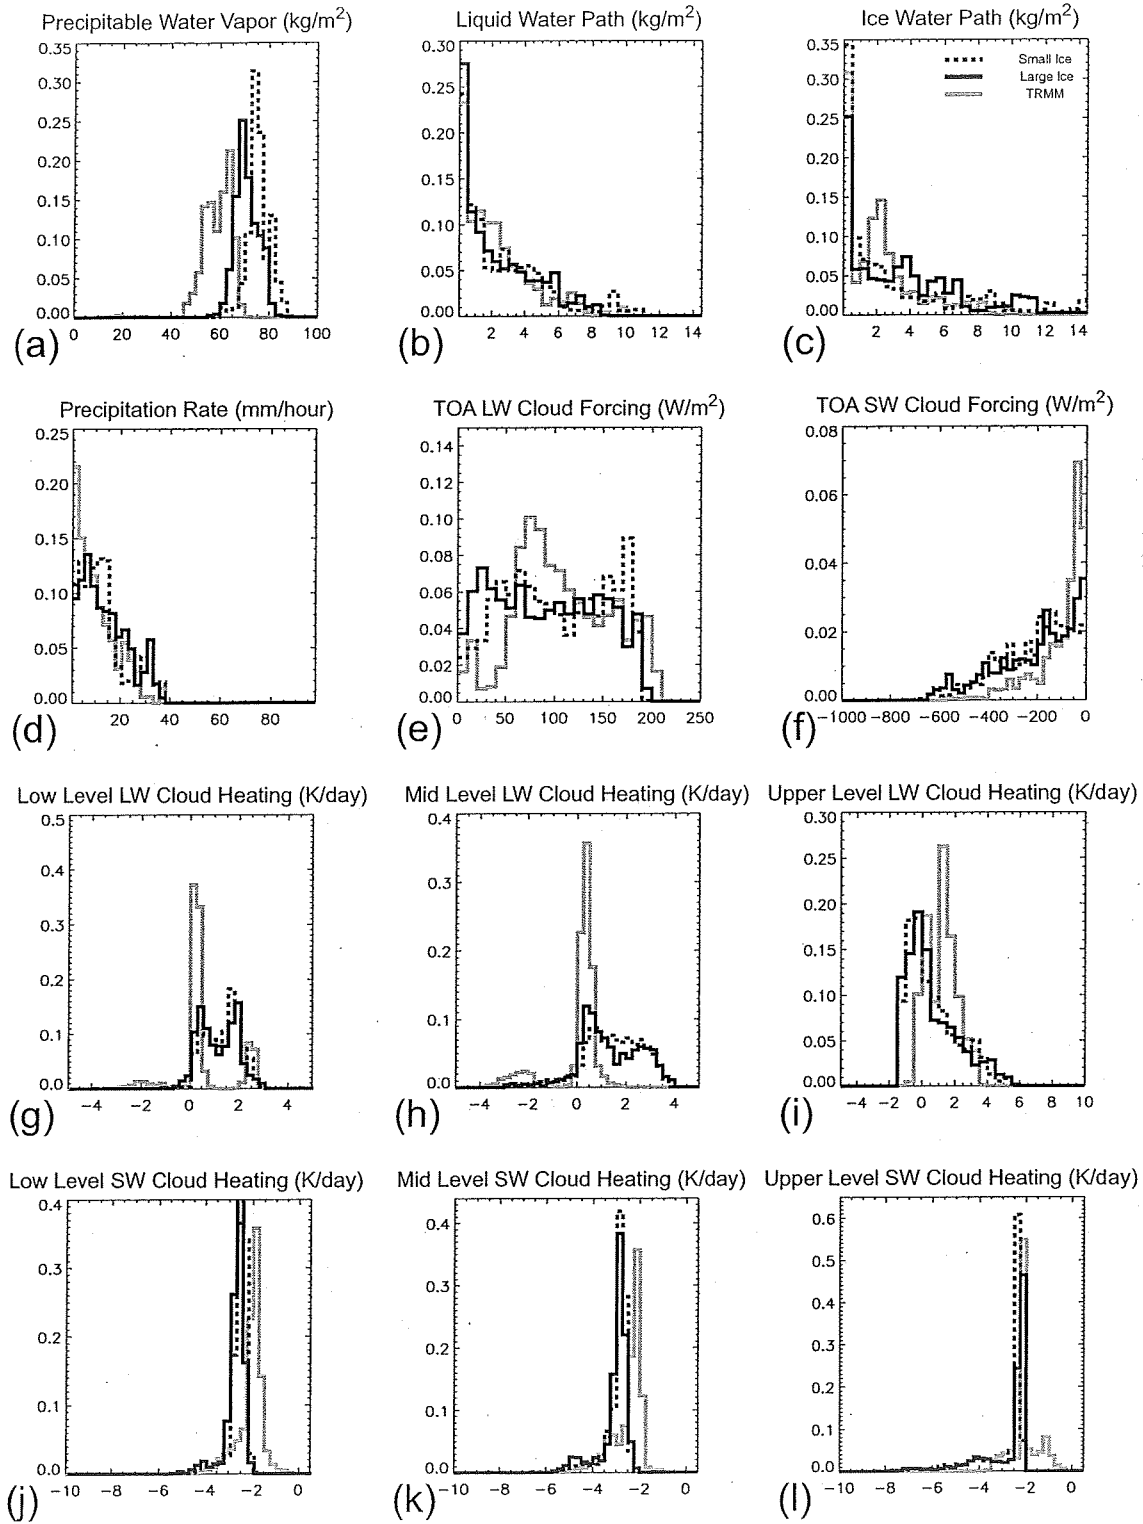 Precipitable Water Vapor (kg/m²)
Liquid Water Path (kg/m²)
Ice Water Path (kg/m²)
0.35
0.30
0.25
0.20
0.15
0.10
0.05
0.00
0 20 40 60 80 100
(a)
0.30
0.25
0.20
0.15
0.10
0.05
0.00
2 4 6 8 10 12 14
(b)
Small Ice
Large Ice
TRMM
0.35
0.30
0.25
0.20
0.15
0.10
0.05
0.00
2 4 6 8 10 12 14
(c)
Precipitation Rate (mm/hour)
TOA LW Cloud Forcing (W/m²)
TOA SW Cloud Forcing (W/m²)
0.25
0.20
0.15
0.10
0.05
0.00
20 40 60 80
(d)
0.14
0.12
0.10
0.08
0.06
0.04
0.02
0.00
0 50 100 150 200 250
(e)
0.08
0.06
0.04
0.02
0.00
−1000 −800 −600 −400 −200 0
(f)
Low Level LW Cloud Heating (K/day)
Mid Level LW Cloud Heating (K/day)
Upper Level LW Cloud Heating (K/day)
0.5
0.4
0.3
0.2
0.1
0.0
−4 −2 0 2 4
(g)
0.4
0.3
0.2
0.1
0.0
−4 −2 0 2 4
(h)
0.30
0.25
0.20
0.15
0.10
0.05
0.00
−4 −2 0 2 4 6 8 10
(i)
Low Level SW Cloud Heating (K/day)
Mid Level SW Cloud Heating (K/day)
Upper Level SW Cloud Heating (K/day)
0.4
0.3
0.2
0.1
0.0
−10 −8 −6 −4 −2 0
(j)
0.4
0.3
0.2
0.1
0.0
−10 −8 −6 −4 −2 0
(k)
0.6
0.5
0.4
0.3
0.2
0.1
0.0
−10 −8 −6 −4 −2 0
(l)